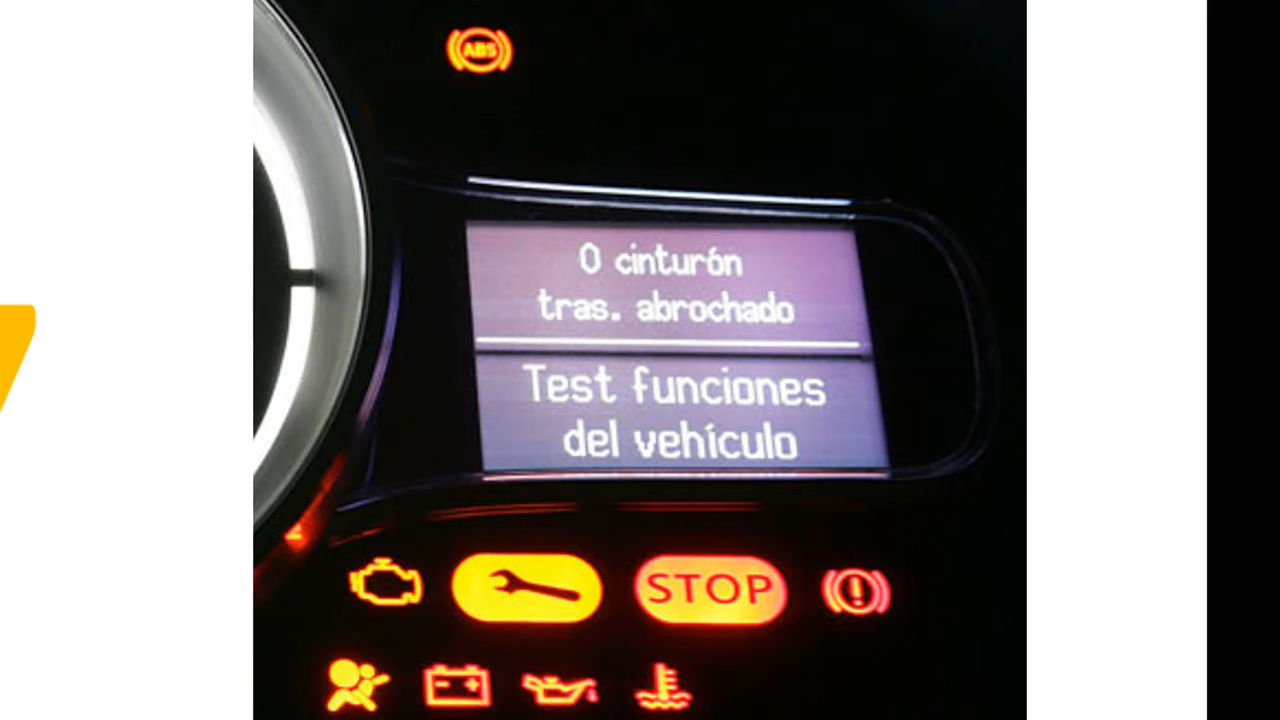 ABS
0 cinturón
tras. abrochado
Test funciones
del vehículo
STOP